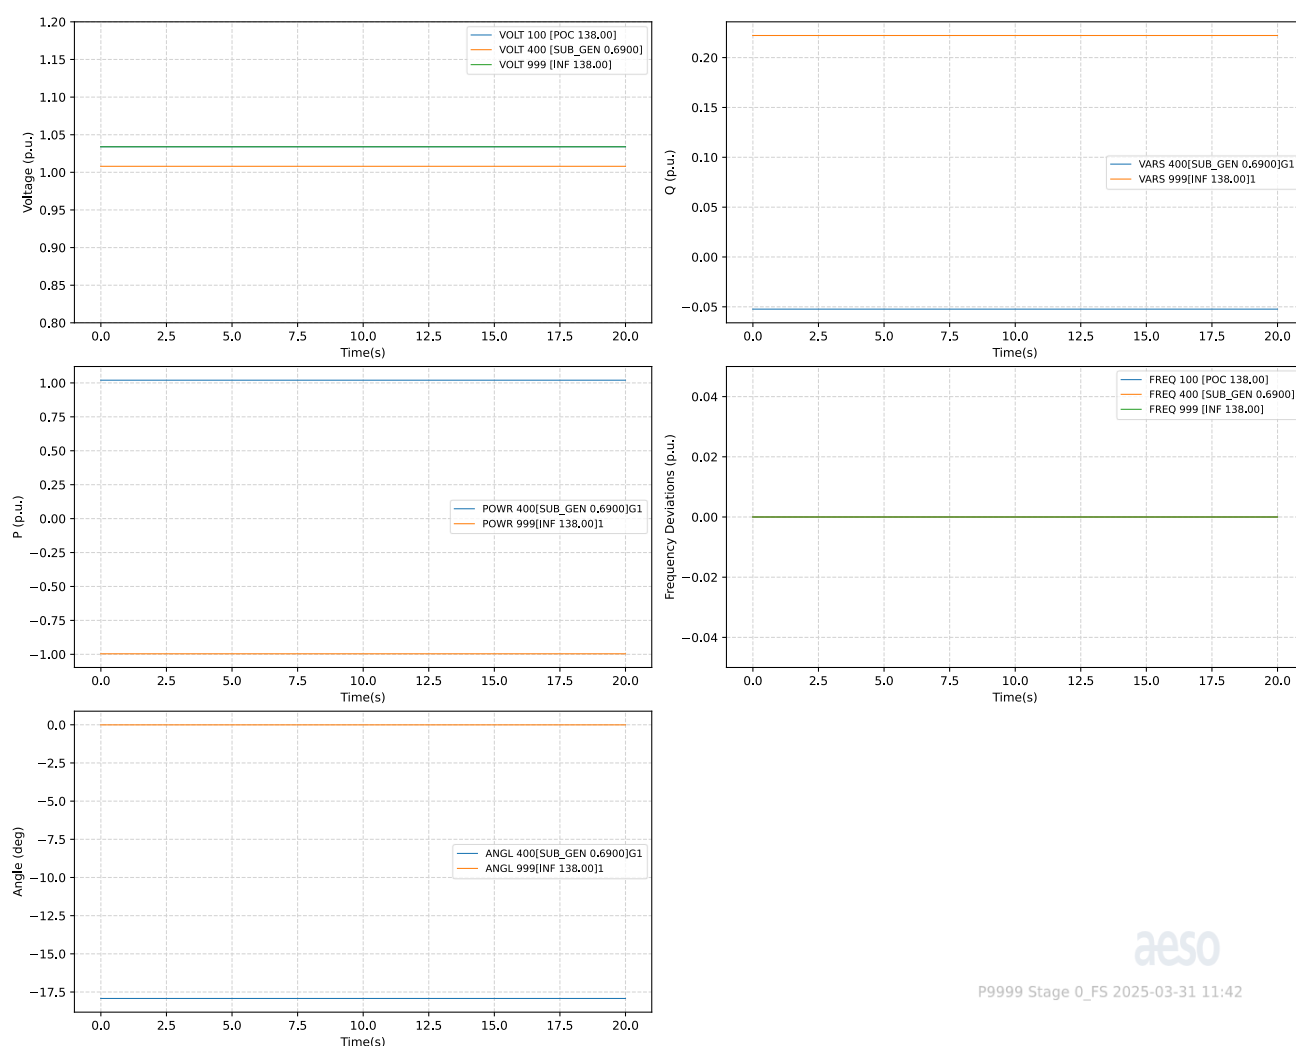 1.20
1.15
1.10
1.05
1.00
0.95
0.90
0.85
0.80
Voltage (p.u.)
VOLT 100 [POC 138.00]
VOLT 400 [SUB_GEN 0.6900]
VOLT 999 [INF 138.00]
0.0 2.5 5.0 7.5 10.0 12.5 15.0 17.5 20.0
Time(s)
0.20
0.15
0.10
0.05
0.00
−0.05
Q (p.u.)
VARS 400[SUB_GEN 0.6900]G1
VARS 999[INF 138.00]1
0.0 2.5 5.0 7.5 10.0 12.5 15.0 17.5 20.0
Time(s)
1.00
0.75
0.50
0.25
0.00
−0.25
−0.50
−0.75
−1.00
P (p.u.)
POWR 400[SUB_GEN 0.6900]G1
POWR 999[INF 138.00]1
0.0 2.5 5.0 7.5 10.0 12.5 15.0 17.5 20.0
Time(s)
0.04
0.02
0.00
−0.02
−0.04
Frequency Deviations (p.u.)
FREQ 100 [POC 138.00]
FREQ 400 [SUB_GEN 0.6900]
FREQ 999 [INF 138.00]
0.0 2.5 5.0 7.5 10.0 12.5 15.0 17.5 20.0
Time(s)
0.0
−2.5
−5.0
−7.5
−10.0
−12.5
−15.0
−17.5
Angle (deg)
ANGL 400[SUB_GEN 0.6900]G1
ANGL 999[INF 138.00]1
0.0 2.5 5.0 7.5 10.0 12.5 15.0 17.5 20.0
Time(s)
aeso
P9999 Stage 0_FS 2025-03-31 11:42